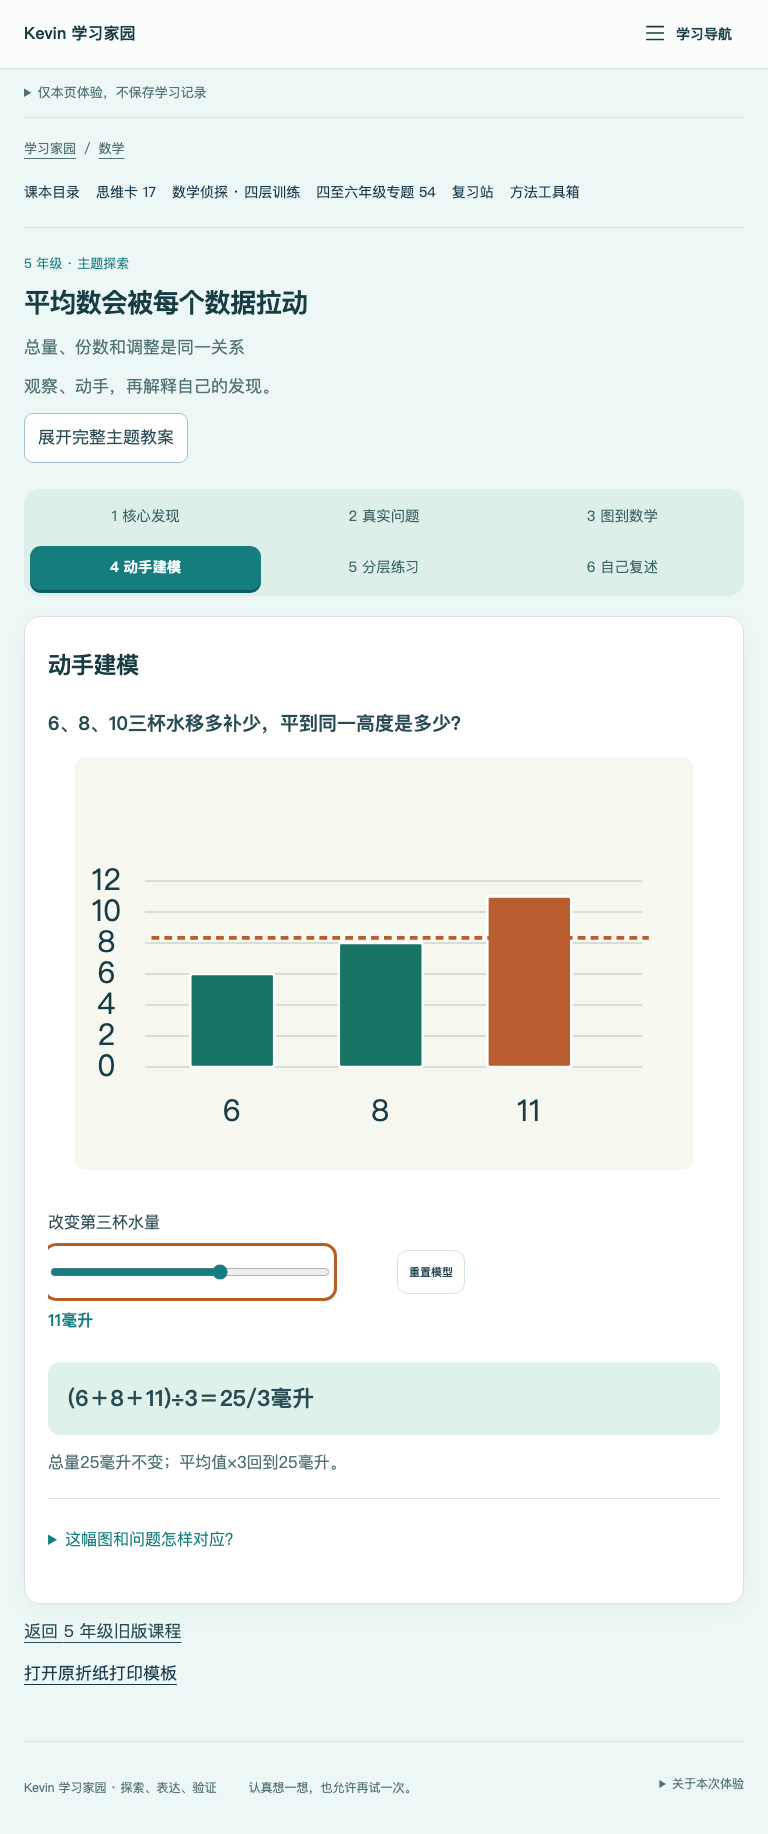 Kevin 学习家园
学习导航
仅本页体验，不保存学习记录
学习家园 / 数学
课本目录 思维卡 17 数学侦探 · 四层训练 四至六年级专题 54 复习站 方法工具箱
5 年级 · 主题探索
平均数会被每个数据拉动
总量、份数和调整是同一关系
观察、动手，再解释自己的发现。
展开完整主题教案
1 核心发现 2 真实问题 3 图到数学
4 动手建模 5 分层练习 6 自己复述
动手建模
6、8、10三杯水移多补少，平到同一高度是多少？
12
10
8
6
4
2
0
6 8 11
改变第三杯水量
重置模型
11毫升
(6＋8＋11)÷3＝25/3毫升
总量25毫升不变；平均值×3回到25毫升。
这幅图和问题怎样对应？
返回 5 年级旧版课程
打开原折纸打印模板
Kevin 学习家园 · 探索、表达、验证 认真想一想，也允许再试一次。
关于本次体验